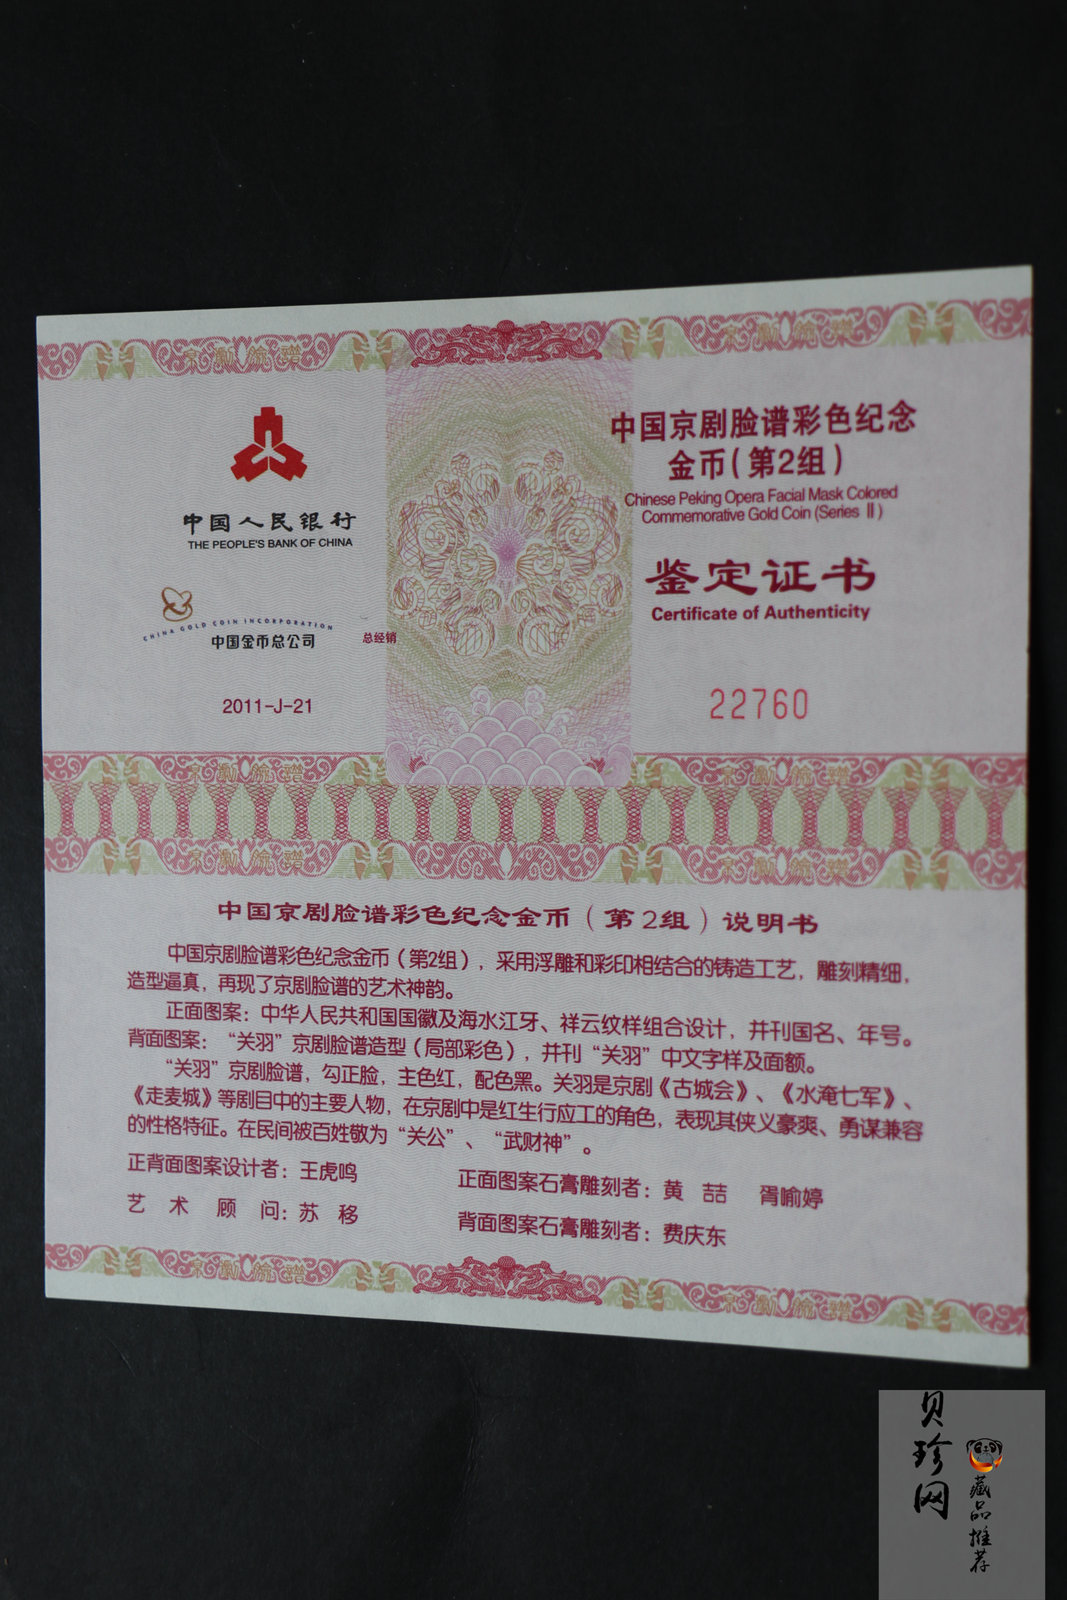 中国人民银行
THE PEOPLE'S BANK OF CHINA
CHINA GOLD COIN INCORPORATION
中国金币总公司
总经销
2011-J-21
中国京剧脸谱彩色纪念
金币（第2组）
Chinese Peking Opera Facial Mask Colored
Commemorative Gold Coin (Series Ⅱ)
鉴定证书
Certificate of Authenticity
22760
中国京剧脸谱彩色纪念金币（第2组）说明书
中国京剧脸谱彩色纪念金币（第2组），采用浮雕和彩印相结合的铸造工艺，雕刻精细，
造型逼真，再现了京剧脸谱的艺术神韵。
正面图案：中华人民共和国国徽及海水江牙、祥云纹样组合设计，并刊国名、年号。
背面图案：“关羽”京剧脸谱造型（局部彩色），并刊“关羽”中文字样及面额。
“关羽”京剧脸谱，勾正脸，主色红，配色黑。关羽是京剧《古城会》、《水淹七军》、
《走麦城》等剧目中的主要人物，在京剧中是红生行应工的角色，表现其侠义豪爽、勇谋兼容
的性格特征。在民间被百姓敬为“关公”、“武财神”。
正背面图案设计者：王虎鸣
正面图案石膏雕刻者：黄 喆 胥喻婷
艺术顾问：苏 移
背面图案石膏雕刻者：费庆东
贝珍网
藏品推荐